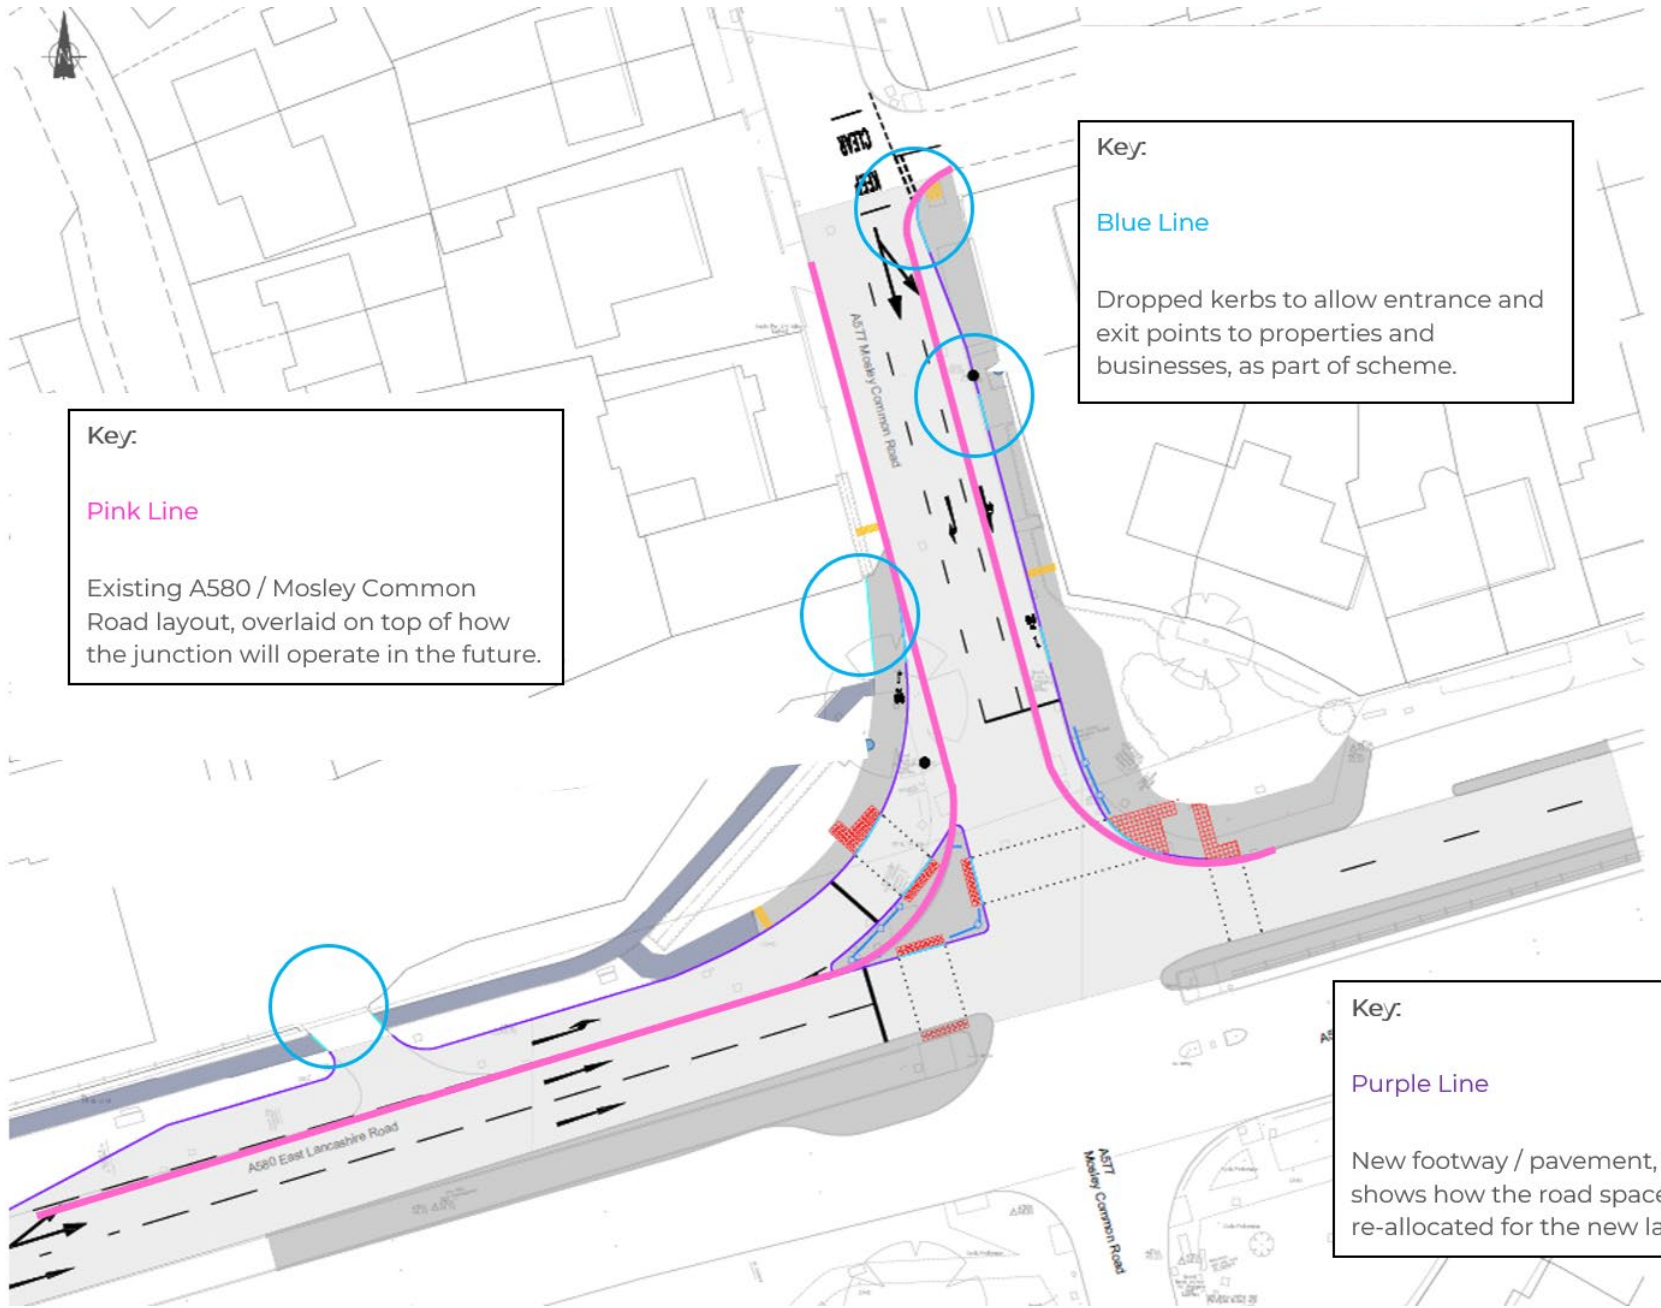 CLEAR
KEEP
Key:
Blue Line
Dropped kerbs to allow entrance and
exit points to properties and
businesses, as part of scheme.
A577 Mosley Common Road
Key:
Pink Line
Existing A580 / Mosley Common
Road layout, overlaid on top of how
the junction will operate in the future.
A580 East Lancashire Road
A577
Mosley Common Road
Key:
Purple Line
New footway / pavement,
shows how the road space
re-allocated for the new la